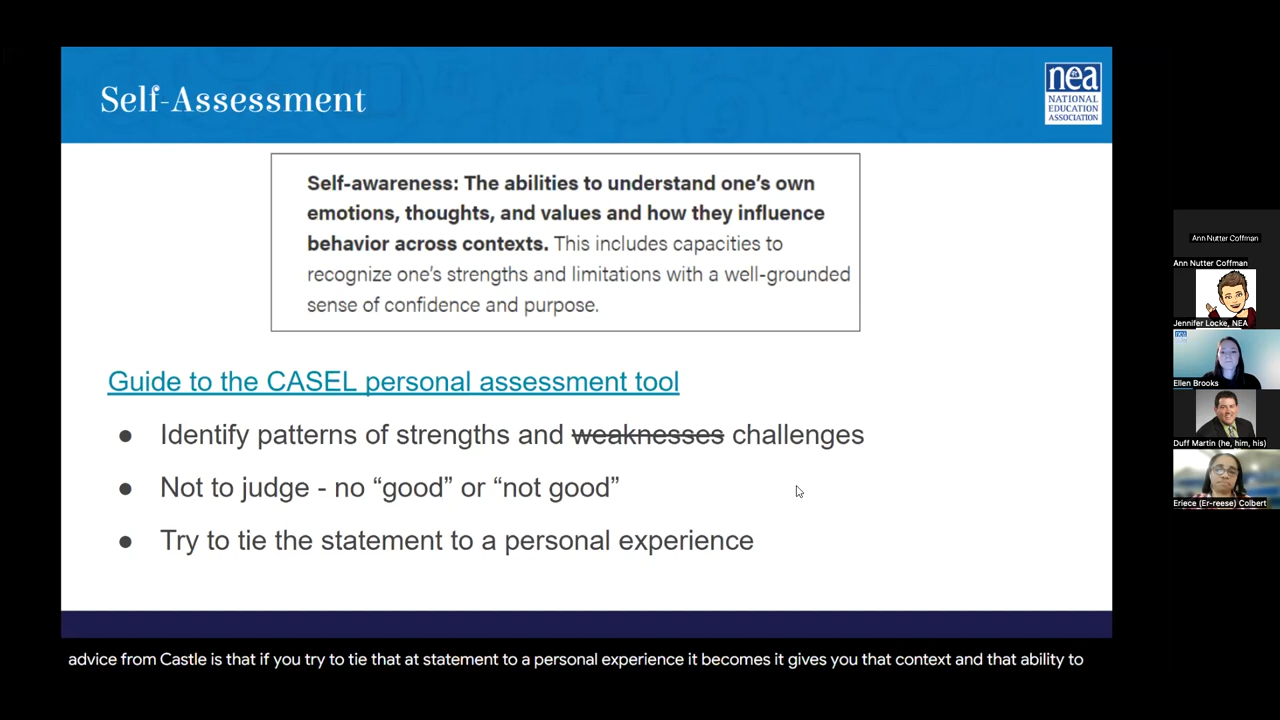 Self-Assessment
nea
NATIONAL
EDUCATION
ASSOCIATION
Self-awareness: The abilities to understand one’s own
emotions, thoughts, and values and how they influence
behavior across contexts. This includes capacities to
recognize one’s strengths and limitations with a well-grounded
sense of confidence and purpose.
Guide to the CASEL personal assessment tool
● Identify patterns of strengths and weaknesses challenges
● Not to judge - no “good” or “not good”
● Try to tie the statement to a personal experience
advice from Castle is that if you try to tie that at statement to a personal experience it becomes it gives you that context and that ability to
Ann Nutter Coffman
Ann Nutter Coffman
Jennifer Locke, NEA
nea
Ellen Brooks
Duff Martin (he, him, his)
Eriece (Er-reese) Colbert